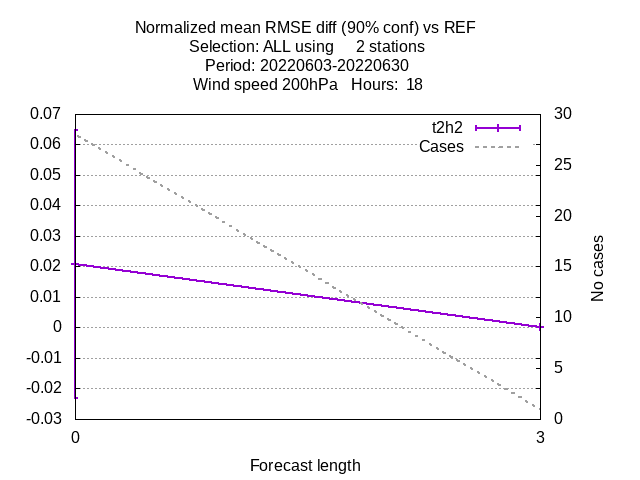 Normalized mean RMSE diff (90% conf) vs REF
Selection: ALL using     2 stations
Period: 20220603-20220630
Wind speed 200hPa   Hours:  18
0.07
0.06
0.05
0.04
0.03
0.02
0.01
0
-0.01
-0.02
-0.03
t2h2
Cases
30
25
20
15
10
5
0
No cases
0
3
Forecast length